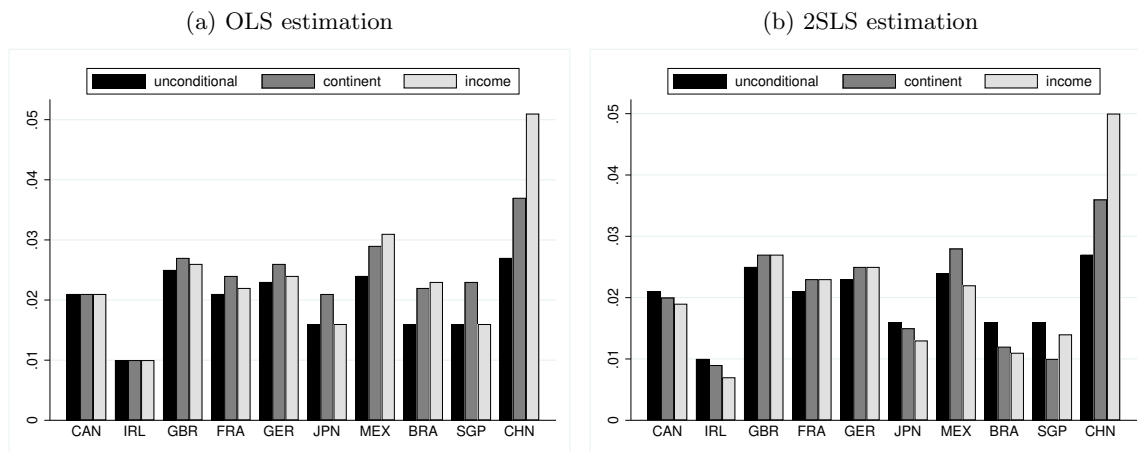 (a) OLS estimation
unconditional continent income
.05
.04
.03
.02
.01
0
CAN IRL GBR FRA GER JPN MEX BRA SGP CHN
(b) 2SLS estimation
unconditional continent income
.05
.04
.03
.02
.01
0
CAN IRL GBR FRA GER JPN MEX BRA SGP CHN